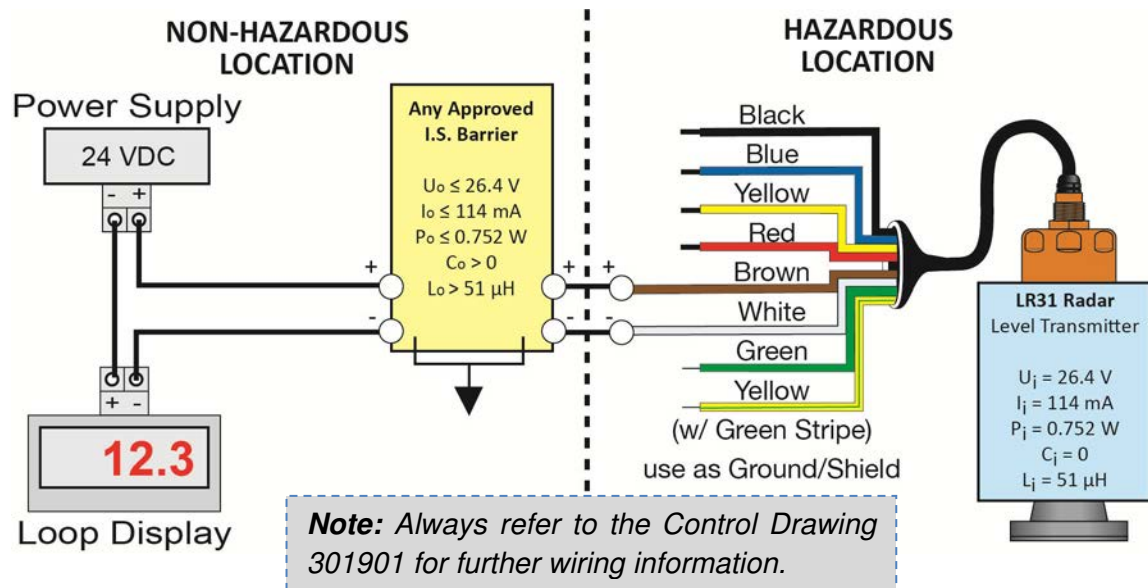 NON-HAZARDOUS
LOCATION
HAZARDOUS
LOCATION
Power Supply
24 VDC
- +
Any Approved
I.S. Barrier
Uo ≤ 26.4 V
Io ≤ 114 mA
Po ≤ 0.752 W
Co > 0
Lo > 51 µH
+ + +
- - -
+ -
12.3
Loop Display
Black
Blue
Yellow
Red
Brown
White
Green
Yellow
(w/ Green Stripe)
use as Ground/Shield
LR31 Radar
Level Transmitter
Ui = 26.4 V
Ii = 114 mA
Pi = 0.752 W
Ci = 0
Li = 51 µH
Note: Always refer to the Control Drawing
301901 for further wiring information.